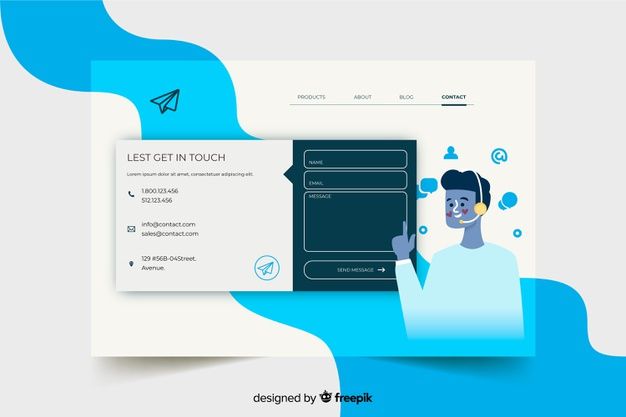 PRODUCTS ABOUT BLOG CONTACT
LEST GET IN TOUCH
Lorem ipsum dolor sit amet, consectetuer adipiscing elit.
1.800.123.456
512.123.456
info@contact.com
sales@contact.com
129 #56B-04Street.
Avenue.
NAME
EMAIL
MESSAGE
SEND MESSAGE
designed by freepik